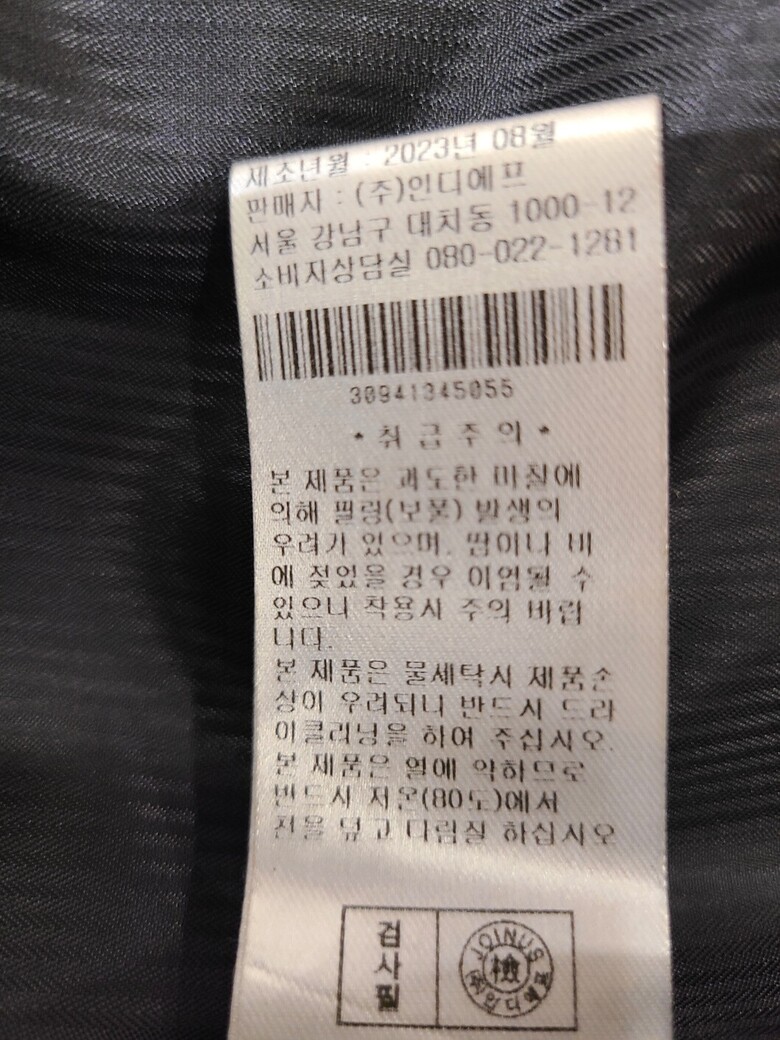 제조년월 : 2023년 08월
판매자 : (주)인디에프
서울 강남구 대치동 1000-12
소비자상담실 080-022-1281
30941345055
* 취 급 주 의 *
본 제품은 과도한 마찰에
의해 필링(보풀) 발생의
우려가 있으며, 땀이나 비
에 젖었을 경우 이염될 수
있으니 착용시 주의 바랍
니다.
본 제품은 물세탁시 제품손
상이 우려되니 반드시 드라
이클리닝을 하여 주십시오.
본 제품은 열에 약하므로
반드시 저온(80도)에서
천을 덮고 다림질 하십시오
검사필
JOINUS
檢
(주)인디에프